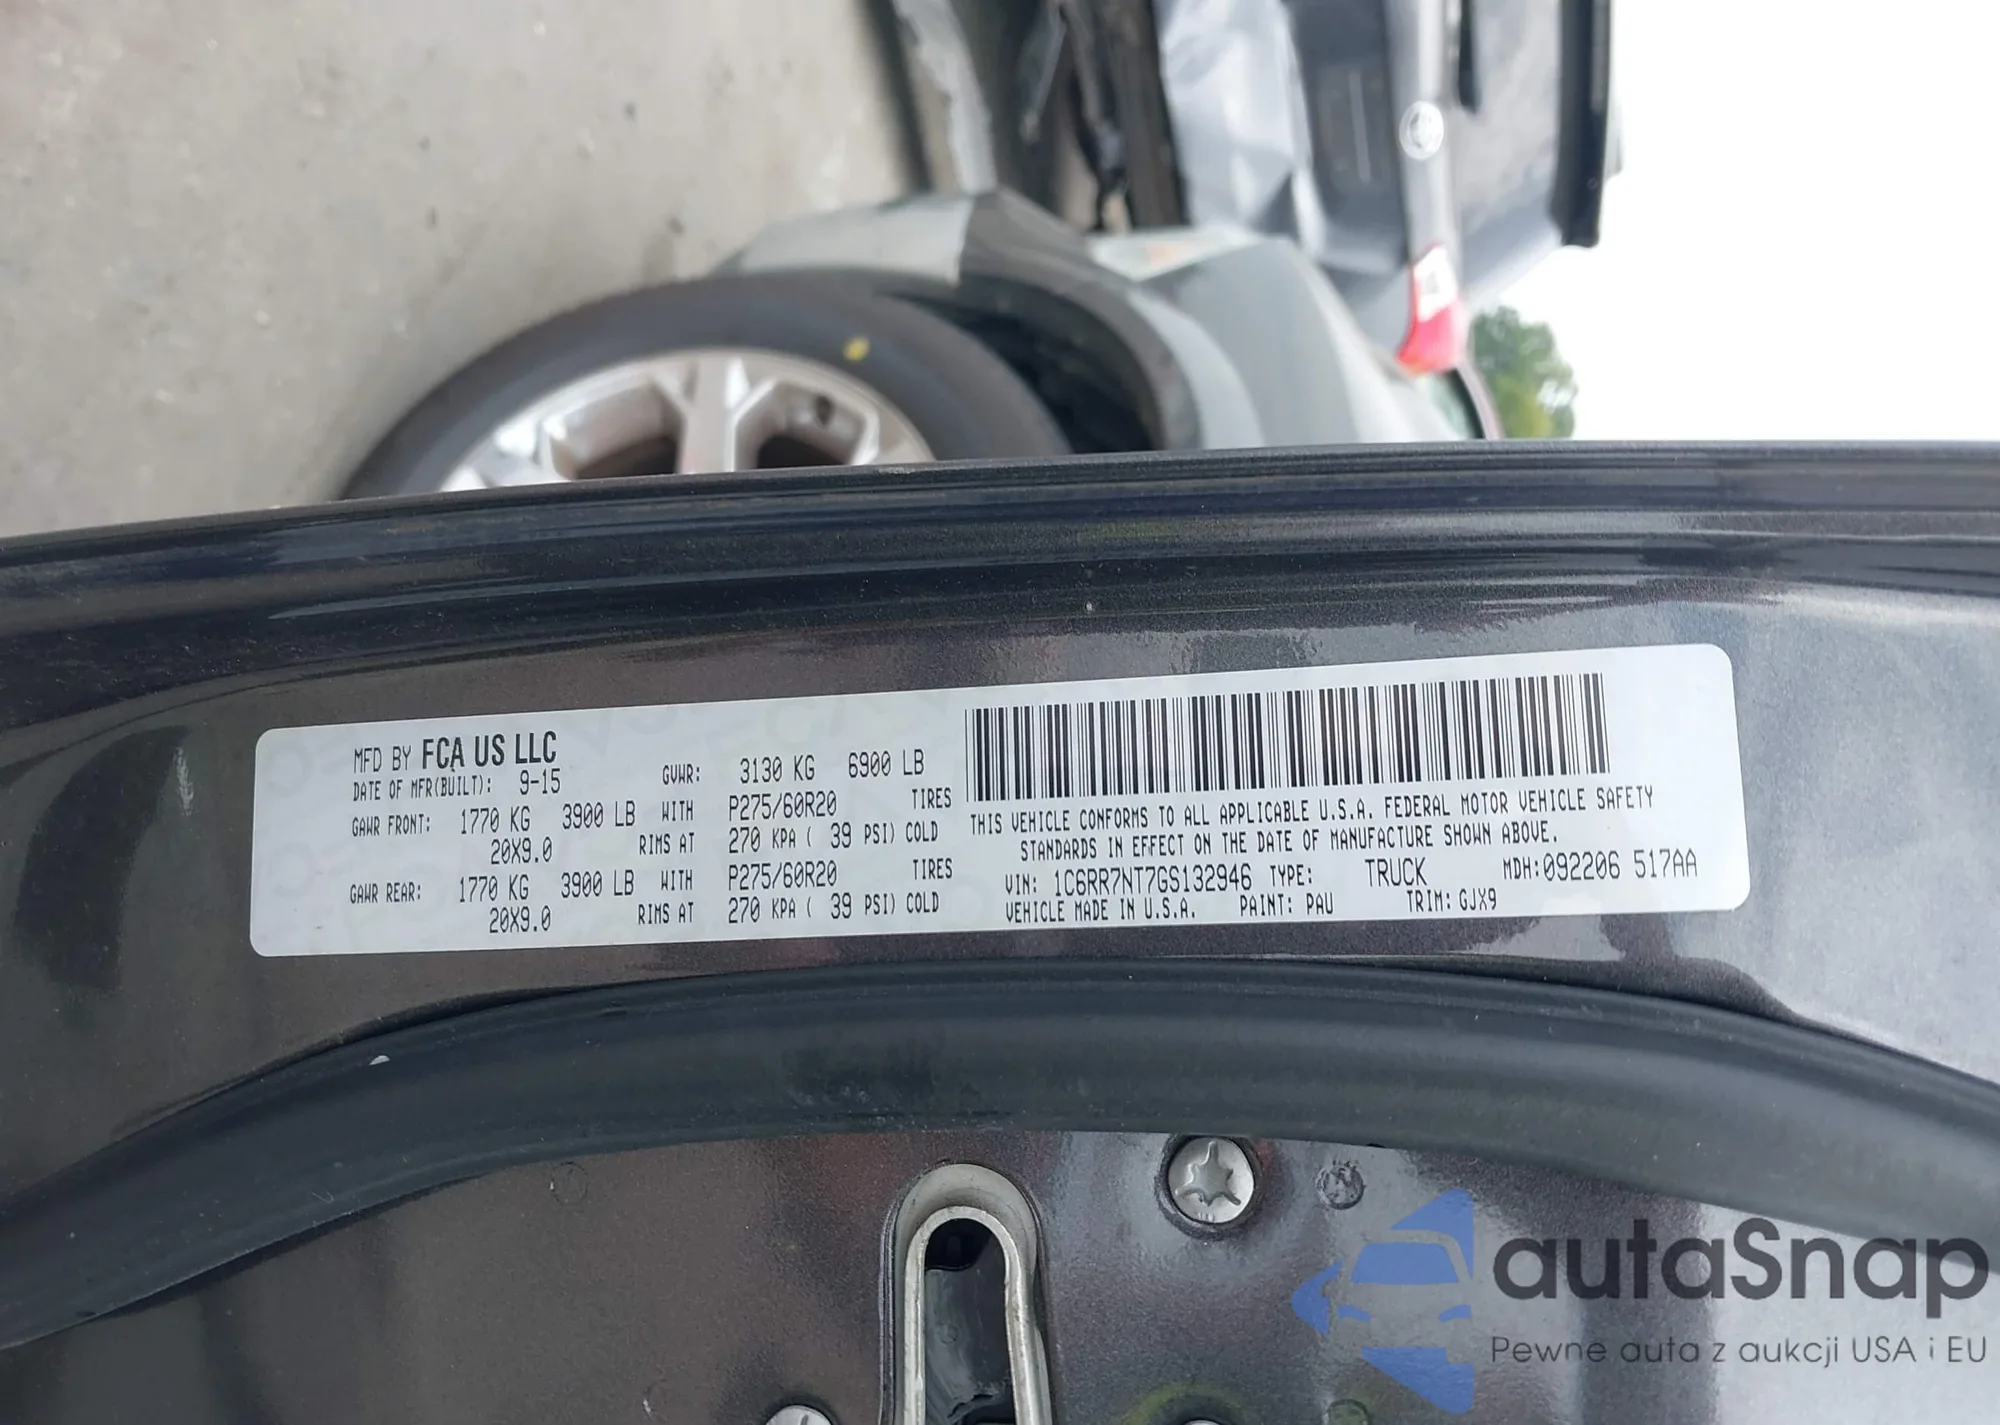 MFD BY FCA US LLC
DATE OF MFR(BUILT): 9-15 GVWR: 3130 KG 6900 LB
GAWR FRONT: 1770 KG 3900 LB WITH P275/60R20 TIRES
20X9.0 RIMS AT 270 KPA ( 39 PSI) COLD
GAWR REAR: 1770 KG 3900 LB WITH P275/60R20 TIRES
20X9.0 RIMS AT 270 KPA ( 39 PSI) COLD
THIS VEHICLE CONFORMS TO ALL APPLICABLE U.S.A. FEDERAL MOTOR VEHICLE SAFETY
STANDARDS IN EFFECT ON THE DATE OF MANUFACTURE SHOWN ABOVE.
VIN: 1C6RR7NT7GS132946 TYPE: TRUCK MDH:092206 517AA
VEHICLE MADE IN U.S.A. PAINT: PAU TRIM: GJX9
autaSnap
Pewne auta z aukcji USA i EU